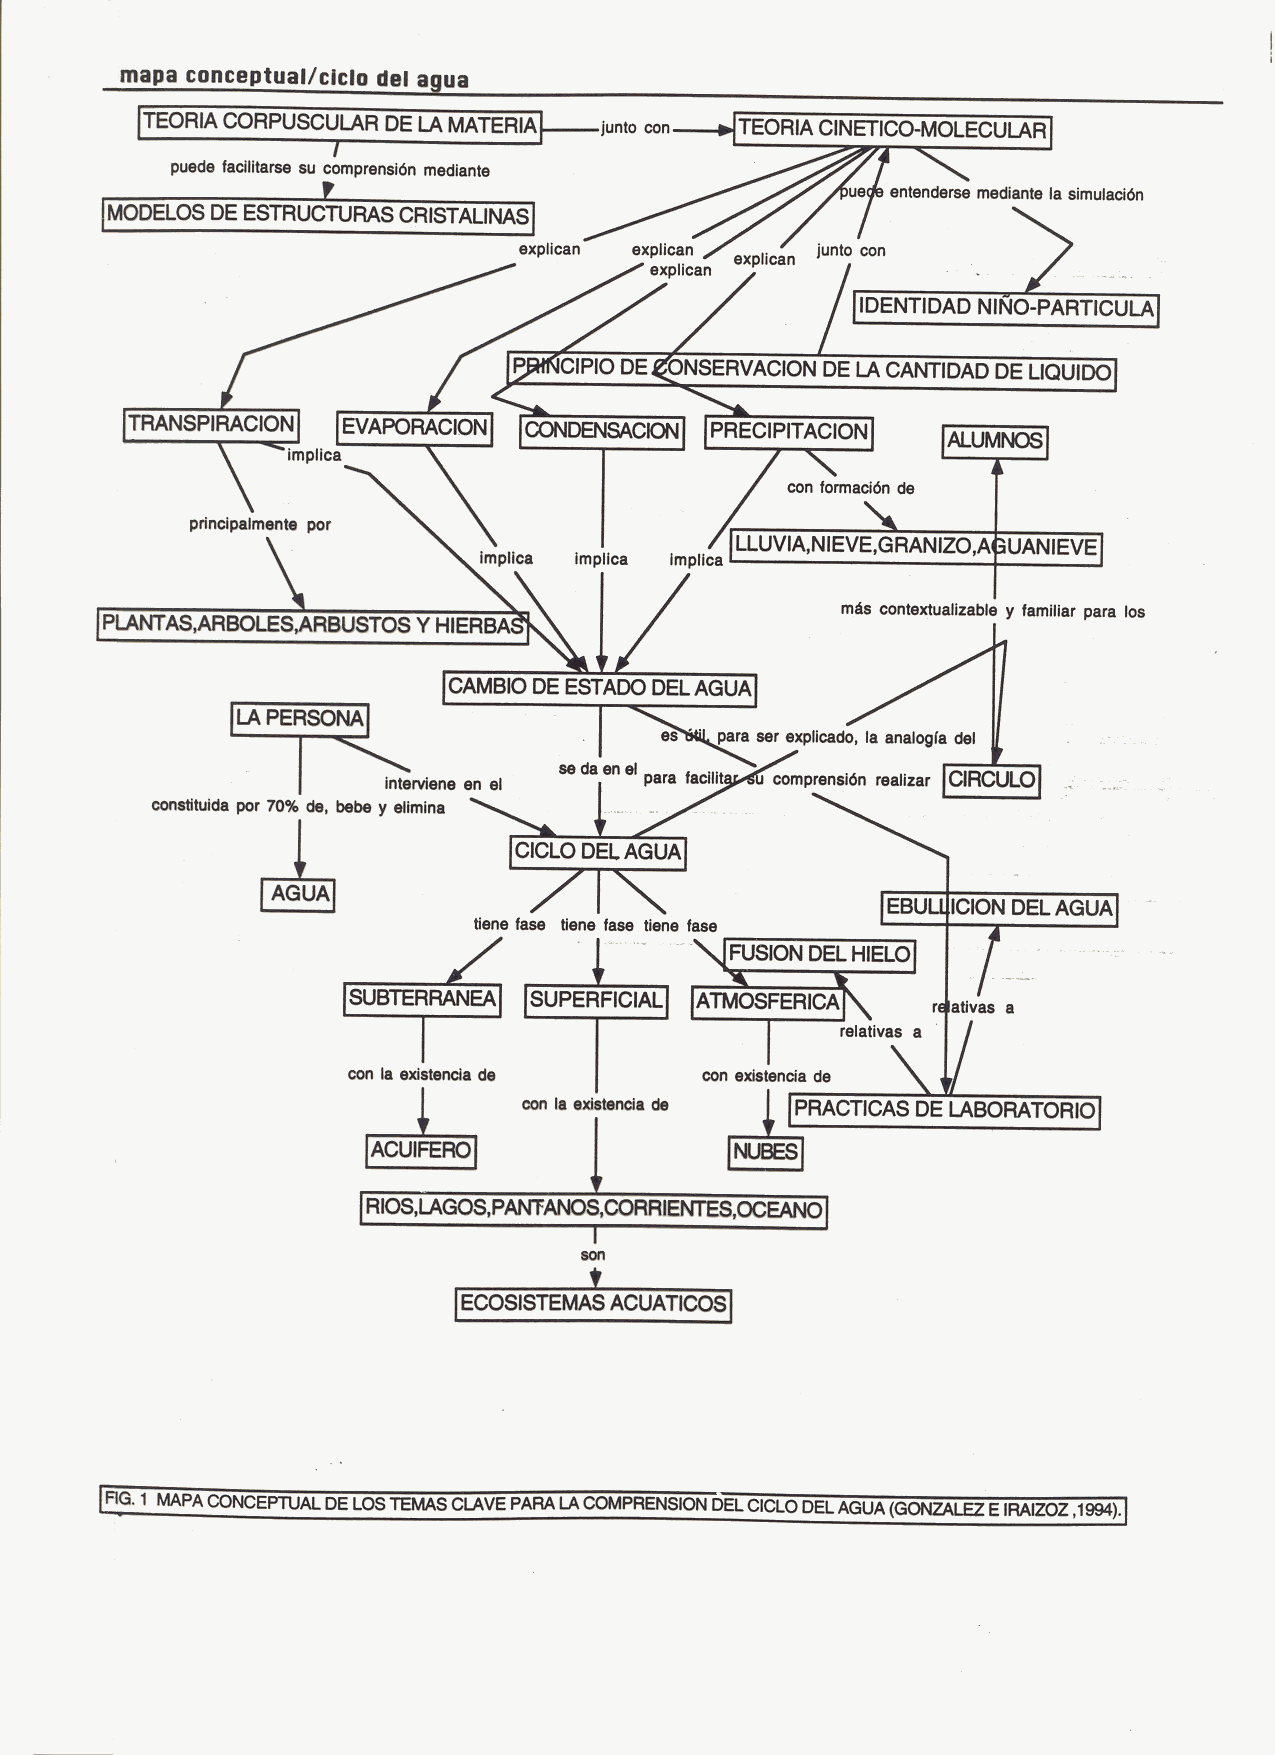 mapa conceptual/ciclo del agua
TEORIA CORPUSCULAR DE LA MATERIA
junto con
TEORIA CINETICO-MOLECULAR
puede facilitarse su comprensión mediante
puede entenderse mediante la simulación
MODELOS DE ESTRUCTURAS CRISTALINAS
explican
explican
explican
explican
junto con
IDENTIDAD NIÑO-PARTICULA
PRINCIPIO DE CONSERVACION DE LA CANTIDAD DE LIQUIDO
TRANSPIRACION
EVAPORACION
CONDENSACION
PRECIPITACION
ALUMNOS
implica
con formación de
principalmente por
LLUVIA,NIEVE,GRANIZO,AGUANIEVE
implica
implica
implica
más contextualizable y familiar para los
PLANTAS,ARBOLES,ARBUSTOS Y HIERBAS
CAMBIO DE ESTADO DEL AGUA
LA PERSONA
es útil, para ser explicado, la analogía del
se da en el
para facilitar su comprensión realizar
CIRCULO
interviene en el
constituida por 70% de, bebe y elimina
CICLO DEL AGUA
AGUA
EBULLICION DEL AGUA
tiene fase
tiene fase
tiene fase
FUSION DEL HIELO
SUBTERRANEA
SUPERFICIAL
ATMOSFERICA
relativas a
relativas a
con la existencia de
con la existencia de
con existencia de
PRACTICAS DE LABORATORIO
ACUIFERO
NUBES
RIOS,LAGOS,PANTANOS,CORRIENTES,OCEANO
son
ECOSISTEMAS ACUATICOS
FIG. 1 MAPA CONCEPTUAL DE LOS TEMAS CLAVE PARA LA COMPRENSION DEL CICLO DEL AGUA (GONZALEZ E IRAIZOZ ,1994).